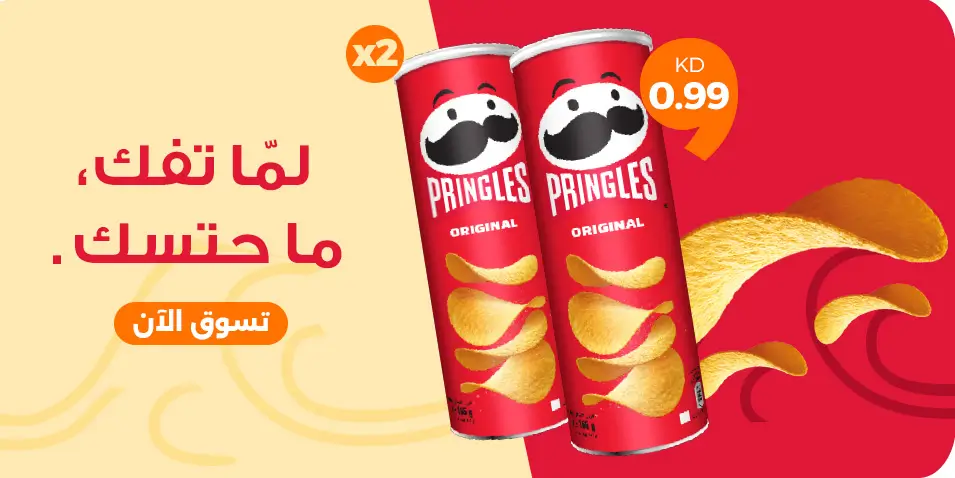 لمّا تفك،
ما حتسك.
تسوق الآن
x2
KD
0.99
PRINGLES
ORIGINAL
PRINGLES
ORIGINAL